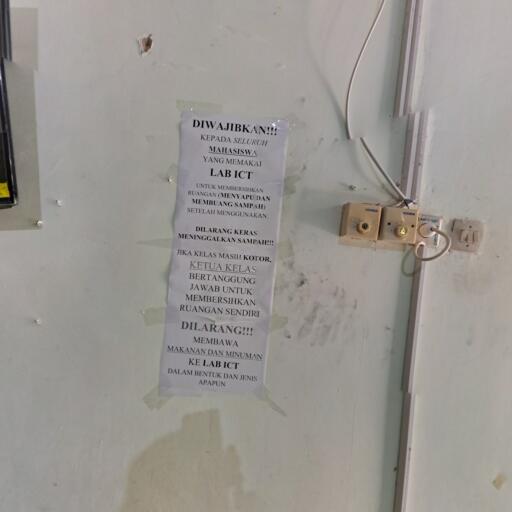 DIWAJIBKAN!!!
KEPADA SELURUH
MAHASISWA
YANG MEMAKAI
LAB ICT
UNTUK MEMBERSIHKAN
RUANGAN (MENYAPU DAN
MEMBUANG SAMPAH)
SETELAH MENGGUNAKAN.
DILARANG KERAS
MENINGGALKAN SAMPAH!!!
JIKA KELAS MASIH KOTOR,
KETUA KELAS
BERTANGGUNG
JAWAB UNTUK
MEMBERSIHKAN
RUANGAN SENDIRI
DILARANG!!!
MEMBAWA
MAKANAN DAN MINUMAN
KE LAB ICT
DALAM BENTUK DAN JENIS
APAPUN